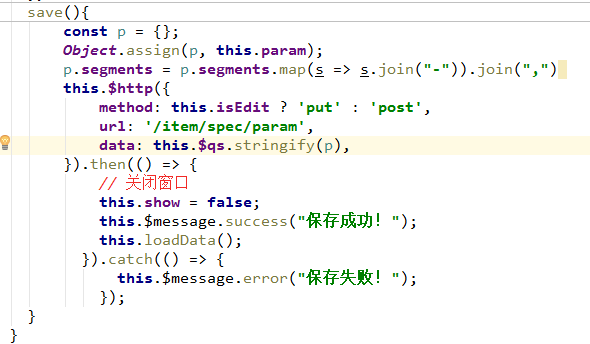 save(){
const p = {};
Object.assign(p, this.param);
p.segments = p.segments.map(s => s.join("-")).join(",")
this.$http({
method: this.isEdit ? 'put' : 'post',
url: '/item/spec/param',
data: this.$qs.stringify(p),
}).then(() => {
// 关闭窗口
this.show = false;
this.$message.success("保存成功！");
this.loadData();
}).catch(() => {
this.$message.error("保存失败！");
});
}
}